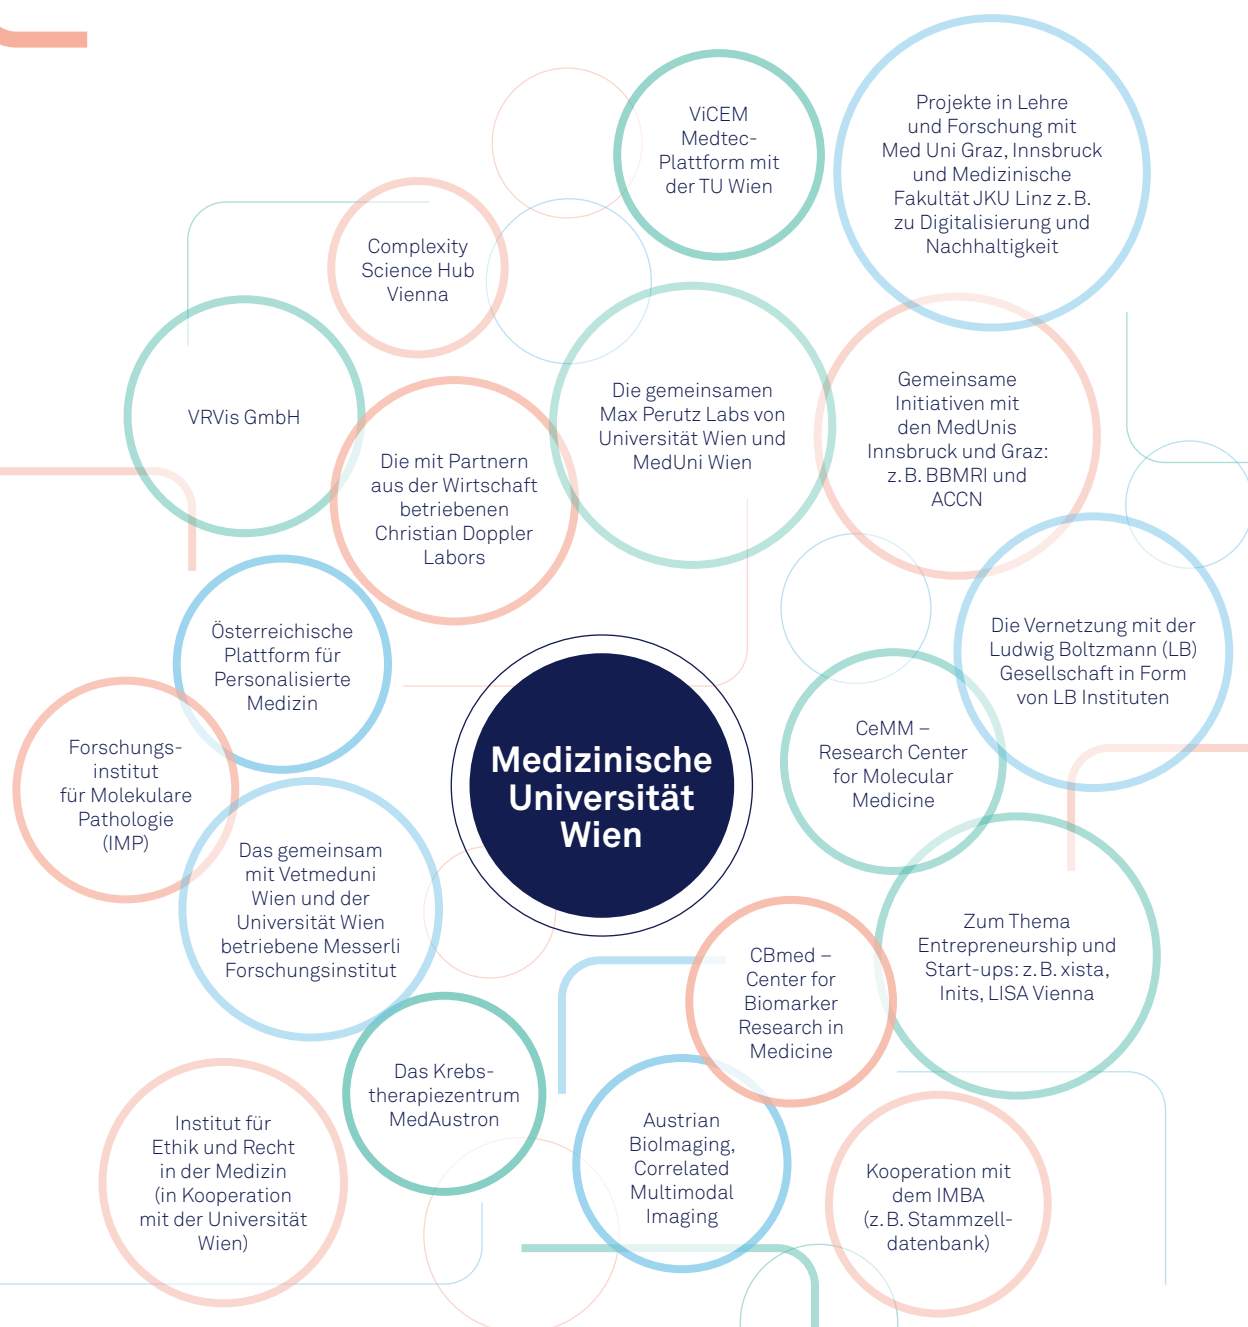 ViCEM
Medtec-
Plattform mit
der TU Wien
Projekte in Lehre
und Forschung mit
Med Uni Graz, Innsbruck
und Medizinische
Fakultät JKU Linz z.B.
zu Digitalisierung und
Nachhaltigkeit
Complexity
Science Hub
Vienna
VRVis GmbH
Die mit Partnern
aus der Wirtschaft
betriebenen
Christian Doppler
Labors
Die gemeinsamen
Max Perutz Labs von
Universität Wien und
MedUni Wien
Gemeinsame
Initiativen mit
den MedUnis
Innsbruck und Graz:
z.B. BBMRI und
ACCN
Österreichische
Plattform für
Personalisierte
Medizin
Die Vernetzung mit der
Ludwig Boltzmann (LB)
Gesellschaft in Form
von LB Instituten
Forschungs-
institut
für Molekulare
Pathologie
(IMP)
Medizinische
Universität
Wien
CeMM –
Research Center
for Molecular
Medicine
Das gemeinsam
mit Vetmeduni
Wien und der
Universität Wien
betriebene Messerli
Forschungsinstitut
CBmed –
Center for
Biomarker
Research in
Medicine
Zum Thema
Entrepreneurship und
Start-ups: z.B. xista,
Inits, LISA Vienna
Das Krebs-
therapiezentrum
MedAustron
Institut für
Ethik und Recht
in der Medizin
(in Kooperation
mit der Universität
Wien)
Austrian
BioImaging,
Correlated
Multimodal
Imaging
Kooperation mit
dem IMBA
(z.B. Stammzell-
datenbank)